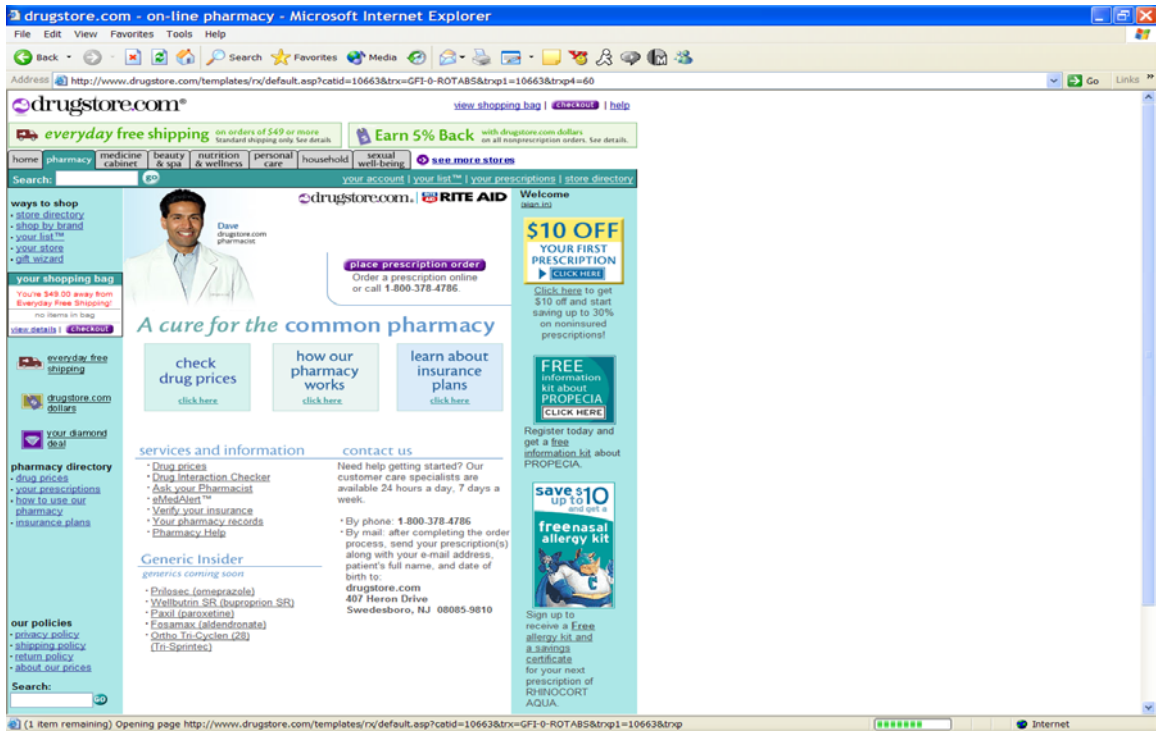 drugstore.com - on-line pharmacy - Microsoft Internet Explorer
File Edit View Favorites Tools Help
Back Search Favorites Media
Address http://www.drugstore.com/templates/rx/default.asp?catid=10663&trx=GFI-0-ROTABS&trxp1=10663&trxp4=60 Go Links »
drugstore.com®
view shopping bag | checkout | help
everyday free shipping on orders of $49 or more
Standard shipping only. See details
Earn 5% Back with drugstore.com dollars
on all nonprescription orders. See details.
home pharmacy medicine cabinet beauty & spa nutrition & wellness personal care household sexual well-being see more stores
Search: go your account | your list™ | your prescriptions | store directory
ways to shop
· store directory
· shop by brand
· your list™
· your store
· gift wizard
your shopping bag
You're $49.00 away from
Everyday Free Shipping!
no items in bag
view details | checkout
everyday free
shipping
drugstore.com
dollars
your diamond
deal
pharmacy directory
· drug prices
· your prescriptions
· how to use our
pharmacy
· insurance plans
our policies
· privacy policy
· shipping policy
· return policy
· about our prices
Search:
go
Dave
drugstore.com
pharmacist
drugstore.com. | RITE AID
place prescription order
Order a prescription online
or call 1-800-378-4786.
A cure for the common pharmacy
check
drug prices
click here
how our
pharmacy
works
click here
learn about
insurance
plans
click here
services and information
· Drug prices
· Drug Interaction Checker
· Ask your Pharmacist
· eMedAlert™
· Verify your insurance
· Your pharmacy records
· Pharmacy Help
Generic Insider
generics coming soon
· Prilosec (omeprazole)
· Wellbutrin SR (buproprion SR)
· Paxil (paroxetine)
· Fosamax (aldendronate)
· Ortho Tri-Cyclen (28)
(Tri-Sprintec)
contact us
Need help getting started? Our
customer care specialists are
available 24 hours a day, 7 days a
week.
· By phone: 1-800-378-4786
· By mail: after completing the order
process, send your prescription(s)
along with your e-mail address,
patient's full name, and date of
birth to:
drugstore.com
407 Heron Drive
Swedesboro, NJ 08085-9810
Welcome
(sign in)
$10 OFF
YOUR FIRST
PRESCRIPTION
CLICK HERE
Click here to get
$10 off and start
saving up to 30%
on noninsured
prescriptions!
FREE
information
kit about
PROPECIA
CLICK HERE
Register today and
get a free
information kit about
PROPECIA.
save $10
up to
and get a
free nasal
allergy kit
Sign up to
receive a Free
allergy kit and
a savings
certificate
for your next
prescription of
RHINOCORT
AQUA.
(1 item remaining) Opening page http://www.drugstore.com/templates/rx/default.asp?catid=10663&trx=GFI-0-ROTABS&trxp1=10663&trxp Internet